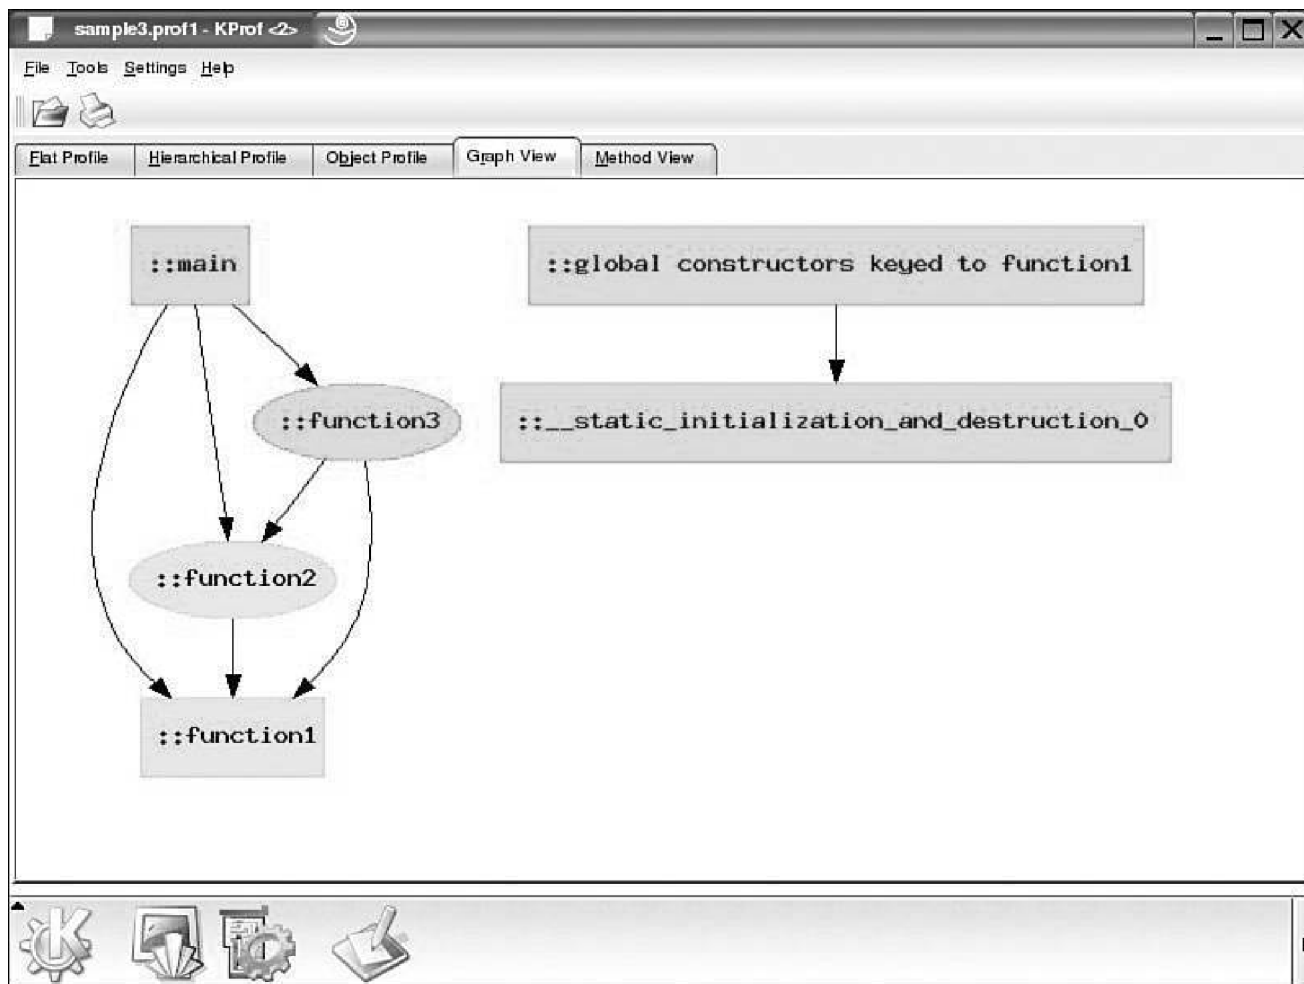 sample3.prof1 - KProf <2>
File Tools Settings Help
Flat Profile Hierarchical Profile Object Profile Graph View Method View
::main ::global constructors keyed to function1
::function3 ::__static_initialization_and_destruction_0
::function2
::function1